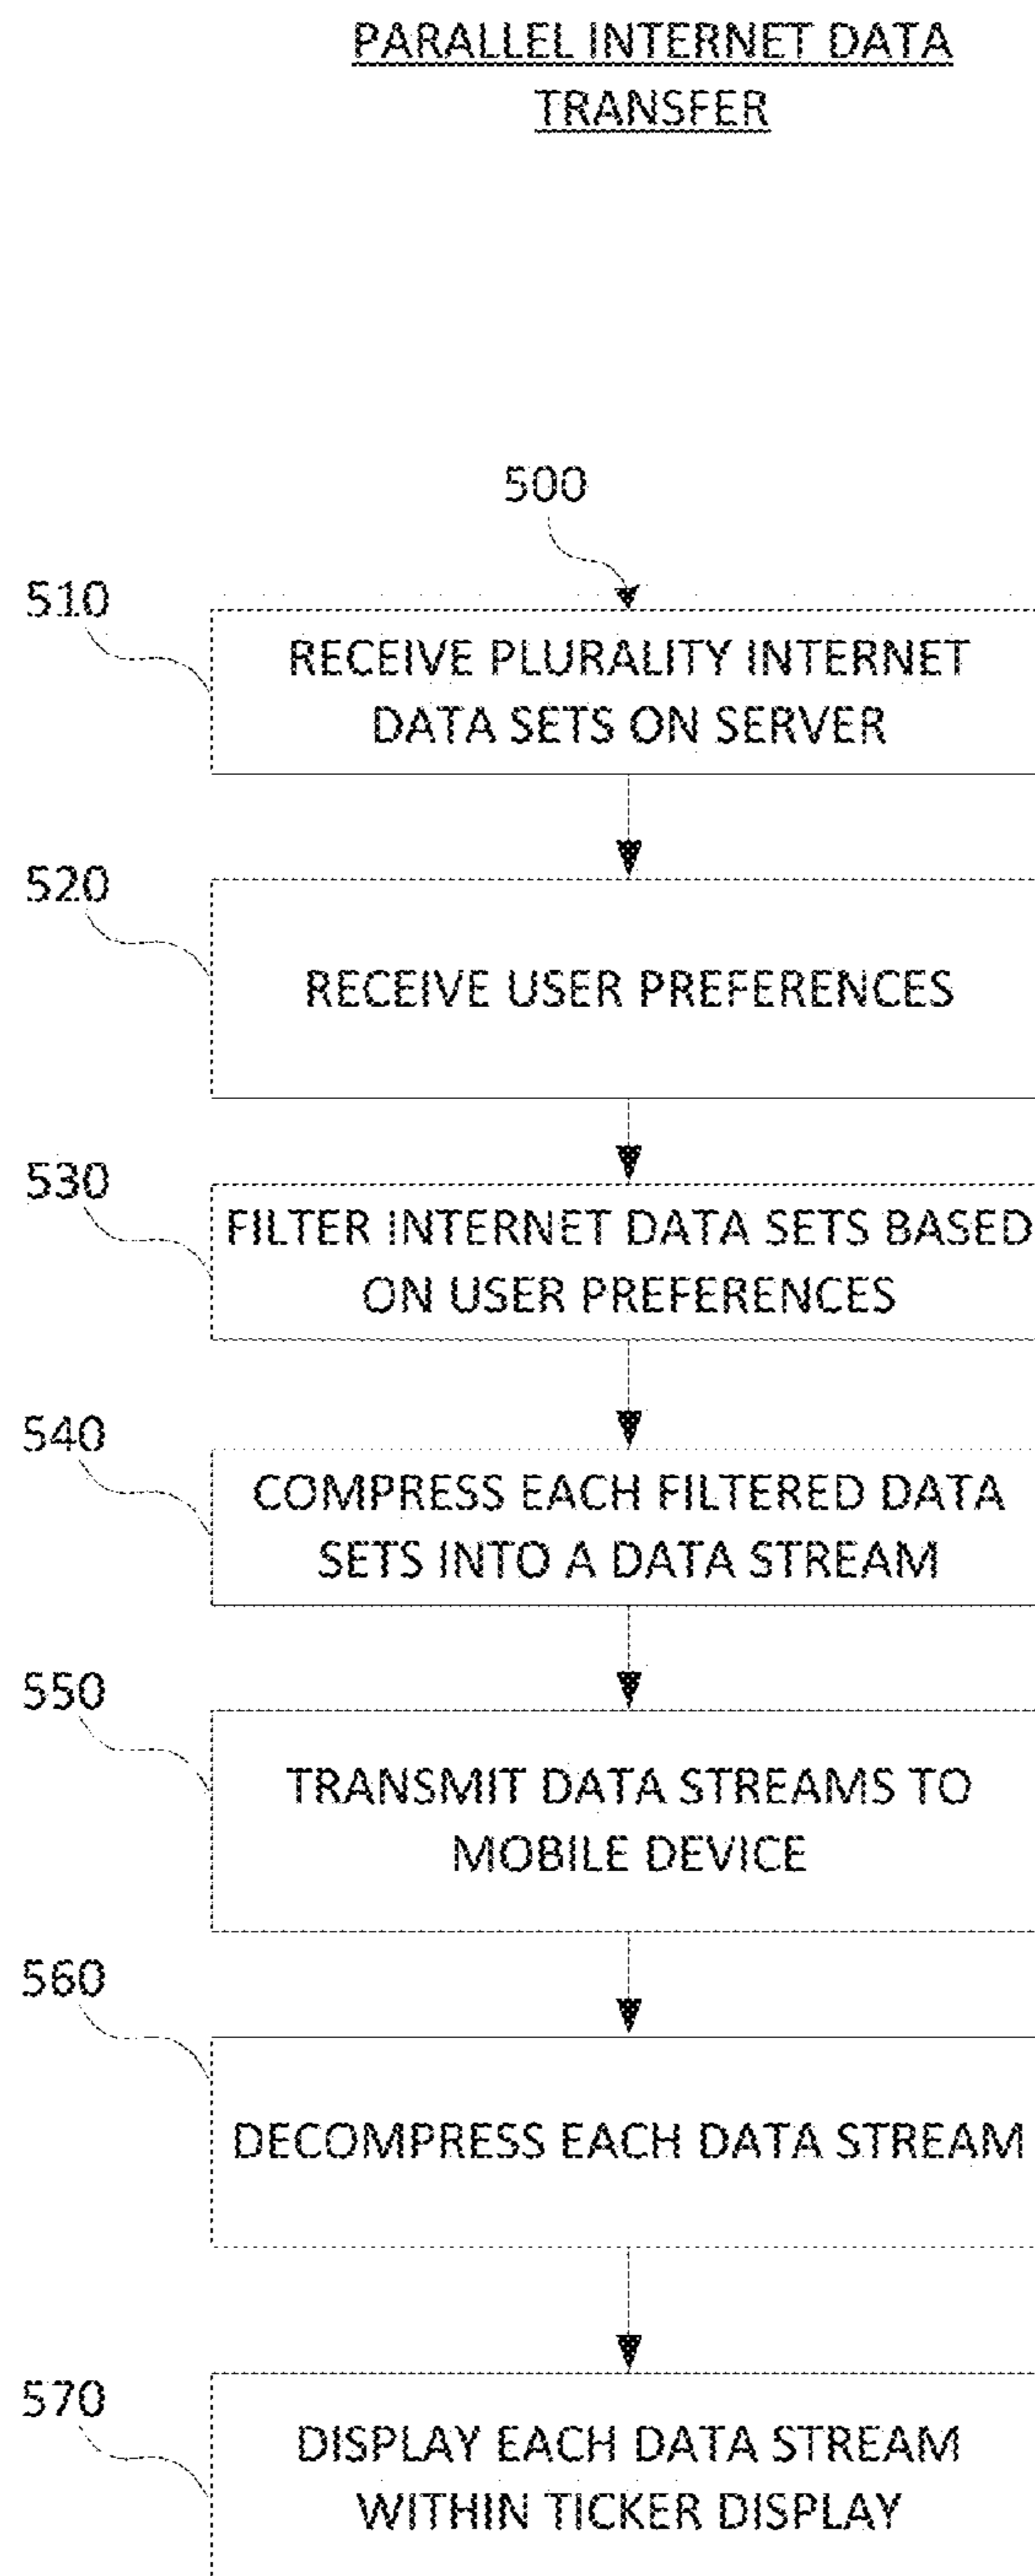 PARALLEL INTERNET DATA
TRANSFER
500
510
RECEIVE PLURALITY INTERNET
DATA SETS ON SERVER
520
RECEIVE USER PREFERENCES
530
FILTER INTERNET DATA SETS BASED
ON USER PREFERENCES
540
COMPRESS EACH FILTERED DATA
SETS INTO A DATA STREAM
550
TRANSMIT DATA STREAMS TO
MOBILE DEVICE
560
DECOMPRESS EACH DATA STREAM
570
DISPLAY EACH DATA STREAM
WITHIN TICKER DISPLAY